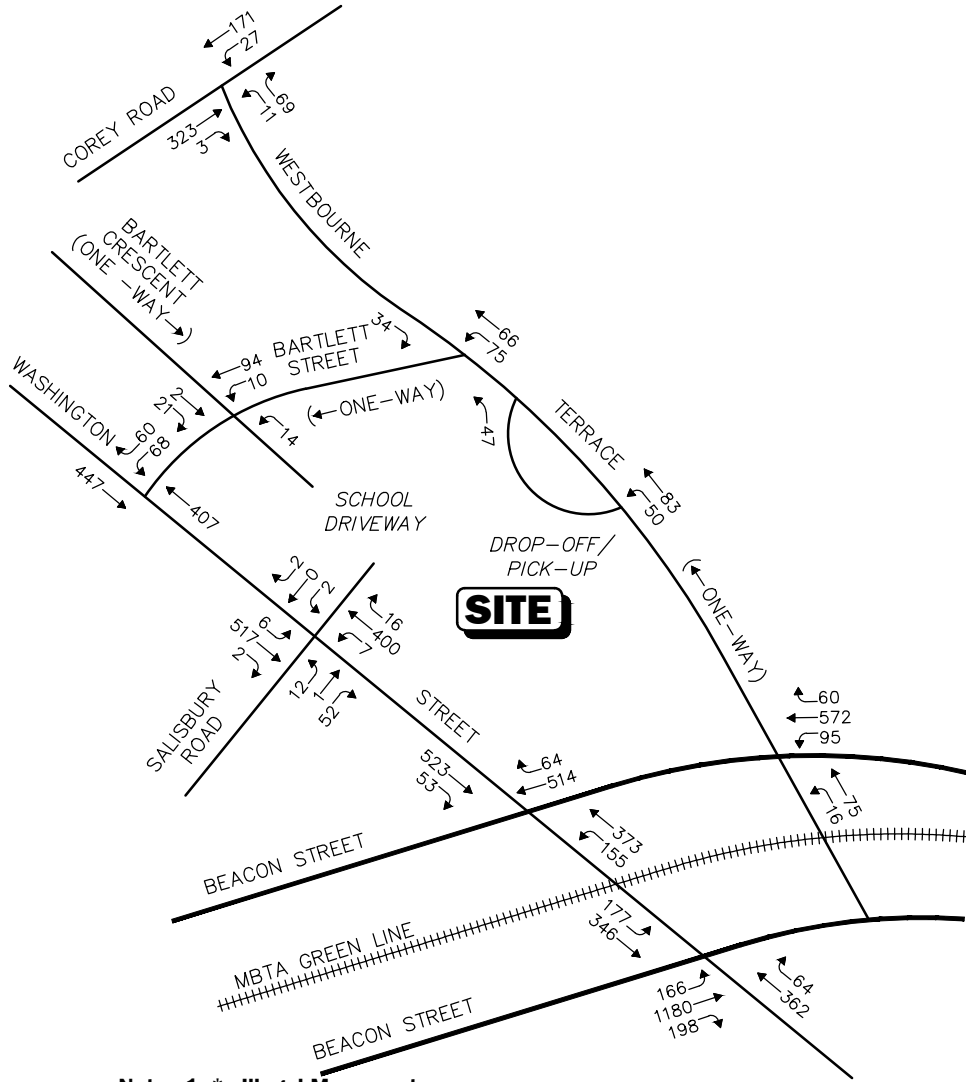 171
27
69
11
323
3
COREY ROAD
WESTBOURNE
BARTLETT
CRESCENT
(ONE -WAY→)
34
BARTLETT
STREET
94
10
66
75
(←ONE-WAY)
2
21
WASHINGTON
60
68
14
47
TERRACE
447
407
SCHOOL
DRIVEWAY
83
50
DROP-OFF/
PICK-UP
SITE
(←ONE-WAY)
2
0
2
6
517
2
16
400
7
12
1
52
SALISBURY
ROAD
STREET
60
572
95
523
53
64
514
75
16
373
155
BEACON STREET
177
346
MBTA GREEN LINE
64
362
166
1180
198
BEACON STREET